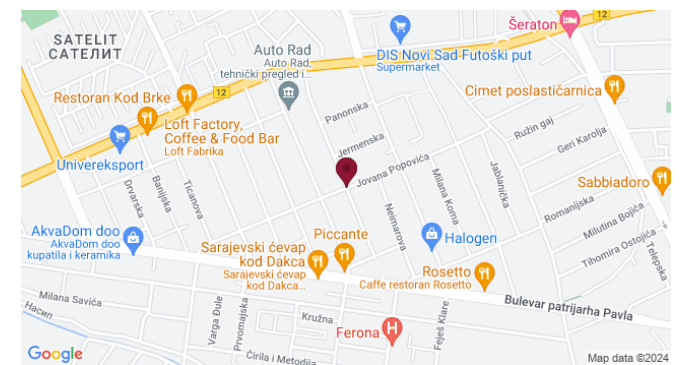 Šeraton
12
SATELIT
САТЕЛИТ
Auto Rad
Auto Rad,
tehnički pregled i...
DIS Novi Sad Futoški put
Supermarket
Restoran Kod Brke
12
Cimet poslastičarnica
Panonska
Loft Factory,
Coffee & Food Bar
Loft Fabrika
Ružin gaj
Geri Karolja
Jermenska
Univereksport
Jovana Popovića
Milana Korna
Jablanička
Sabbiadoro
Drvarska
Banijska
Ticanova
Romanijska
Milutina Bojića
Neimarova
Tihomira Ostojića
Telepska
AkvaDom doo
AkvaDom doo
kupatila i keramika
Piccante
Halogen
Sarajevski ćevap
kod Dakca
Sarajevski ćevap
kod Dakca...
Rosetto
Caffe restoran Rosetto
Bulevar patrijarha Pavla
Milana Savića
Насип
Varga Đule
Prvomajska
Kružna
Ferona
Feješ Klare
Ćirila i Metodija
Google
Map data ©2024